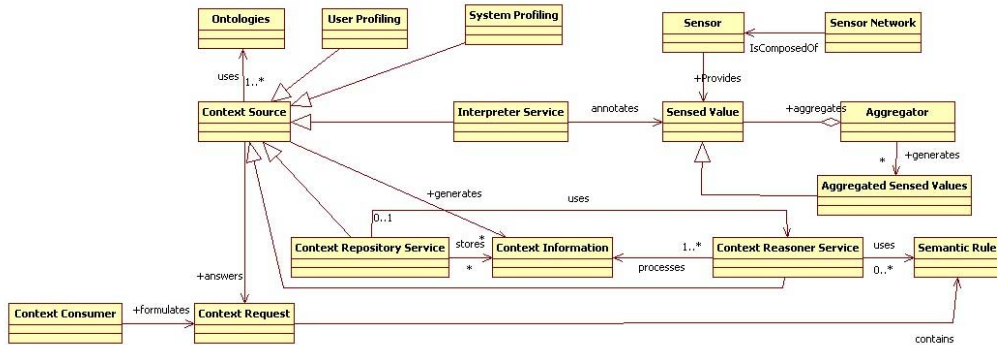 Ontologies
User Profiling
System Profiling
Sensor
Sensor Network
IsComposedOf
uses
1..*
+Provides
Context Source
Interpreter Service
annotates
Sensed Value
+aggregates
Aggregator
*
+generates
Aggregated Sensed Values
+generates
uses
0..1
Context Repository Service
stores
*
*
Context Information
1..*
processes
Context Reasoner Service
uses
0..*
Semantic Rule
+answers
Context Consumer
+formulates
Context Request
contains